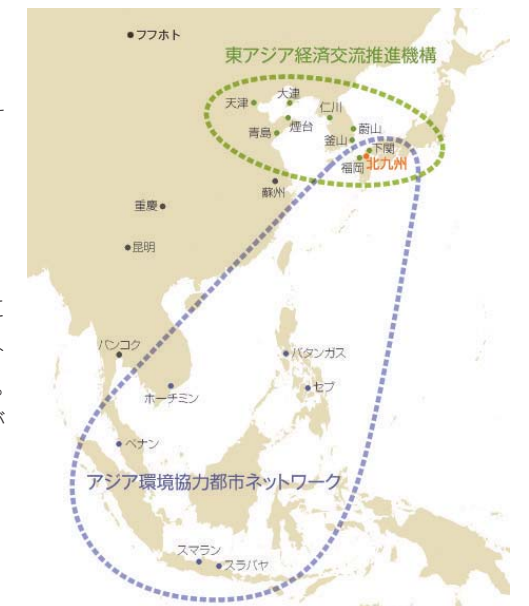 フフホト
東アジア経済交流推進機構
大連
天津
仁川
煙台
蔚山
青島
釜山
下関
福岡
北九州
蘇州
重慶
昆明
バンコク
バタンガス
セブ
ホーチミン
ペナン
アジア環境協力都市ネットワーク
スマラン
スラバヤ